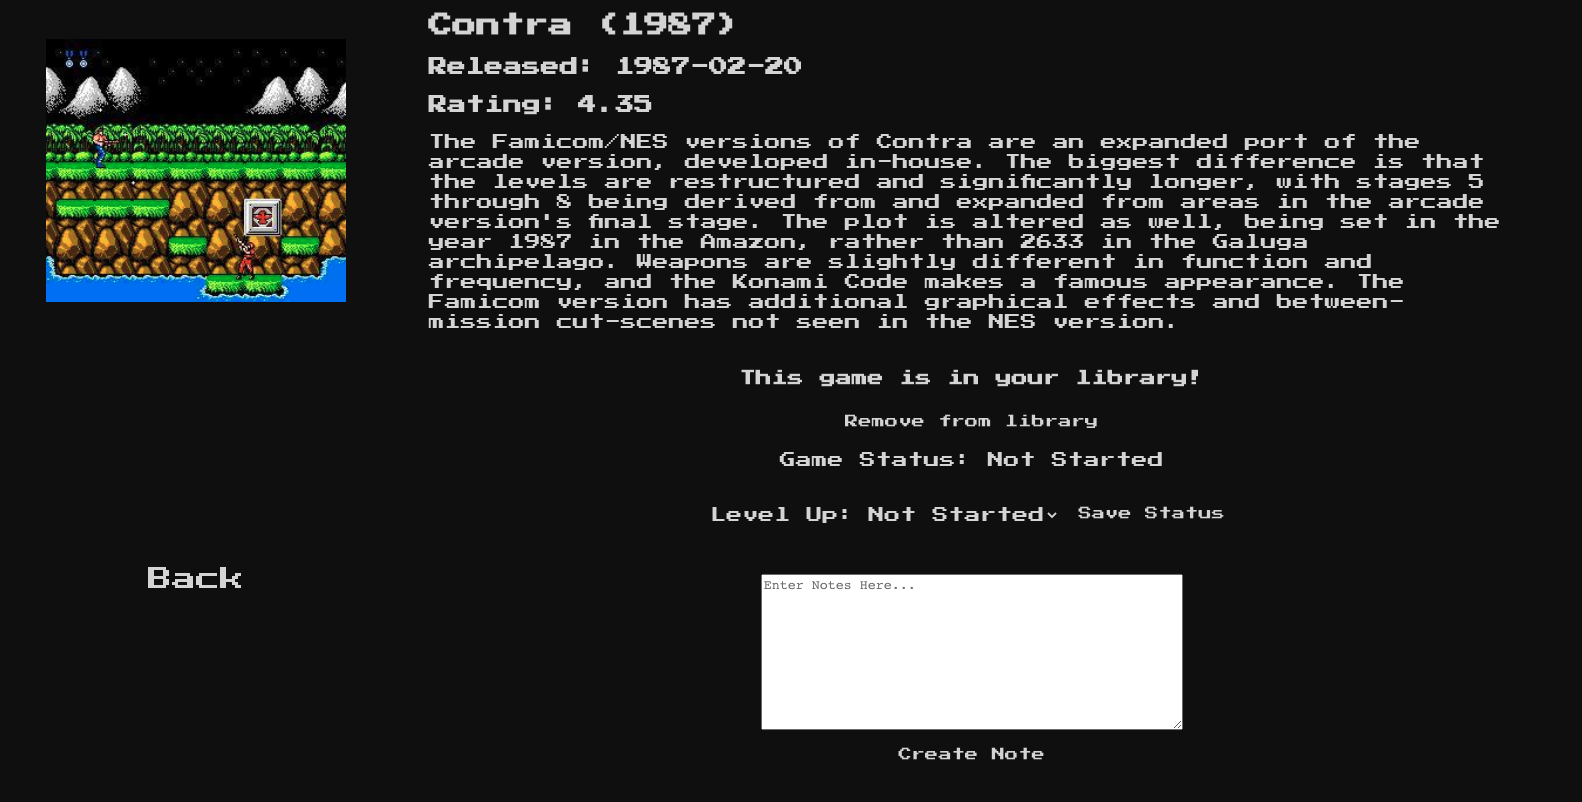 Contra (1987)
Released: 1987-02-20
Rating: 4.35
The Famicom/NES versions of Contra are an expanded port of the
arcade version, developed in-house. The biggest difference is that
the levels are restructured and significantly longer, with stages 5
through 8 being derived from and expanded from areas in the arcade
version's final stage. The plot is altered as well, being set in the
year 1987 in the Amazon, rather than 2633 in the Galuga
archipelago. Weapons are slightly different in function and
frequency, and the Konami Code makes a famous appearance. The
Famicom version has additional graphical effects and between-
mission cut-scenes not seen in the NES version.
This game is in your library!
Remove from library
Game Status: Not Started
Level Up: Not Started Save Status
Back
Enter Notes Here...
Create Note